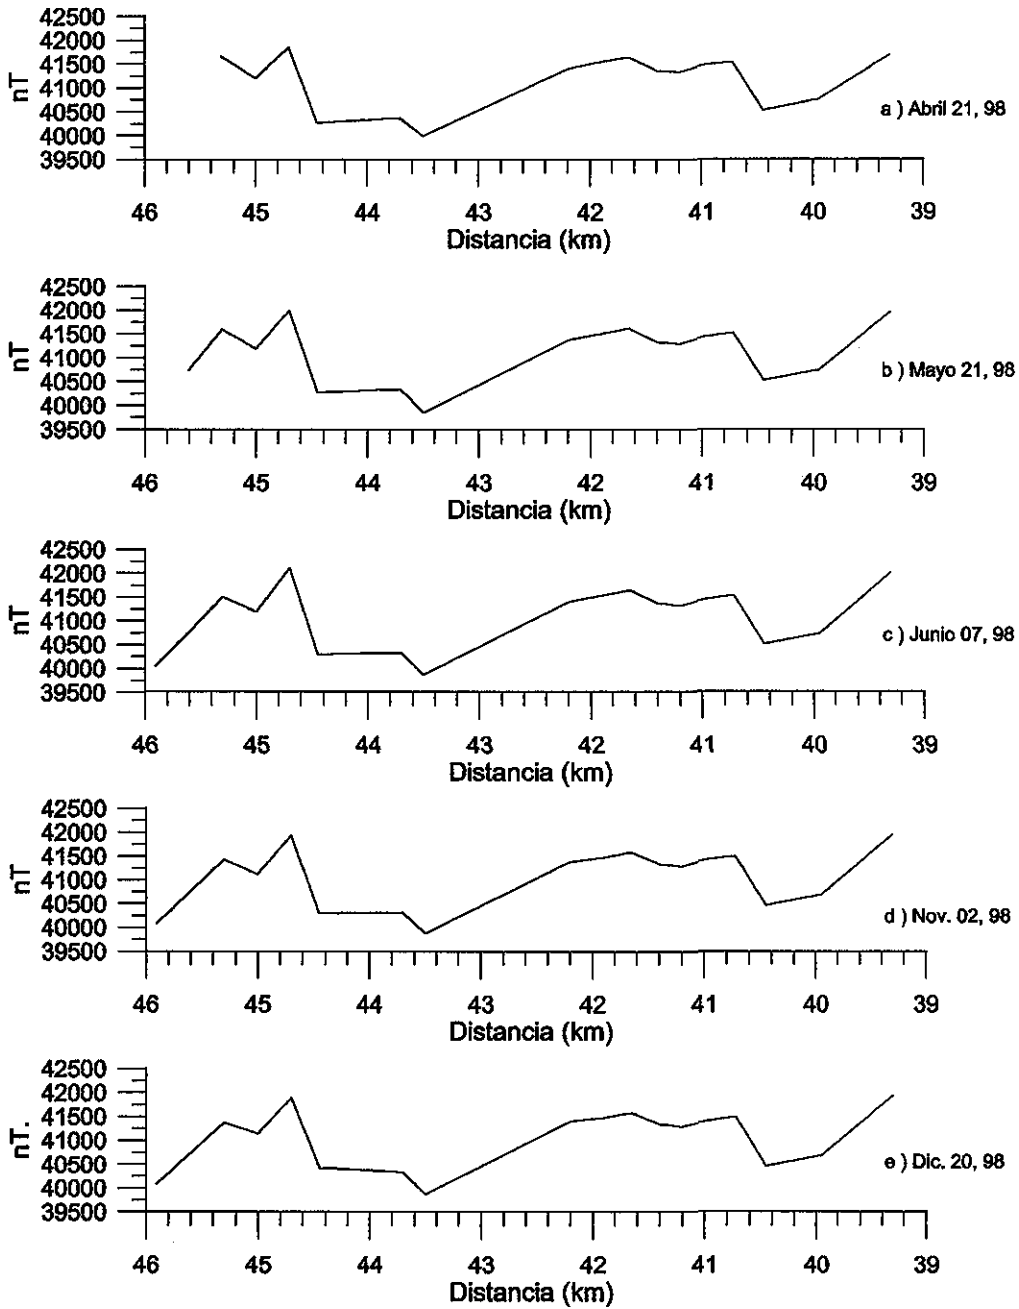 42500
42000
41500
41000
40500
40000
39500
nT
a ) Abril 21, 98
46 45 44 43 42 41 40 39
Distancia (km)
42500
42000
41500
41000
40500
40000
39500
nT
b ) Mayo 21, 98
46 45 44 43 42 41 40 39
Distancia (km)
42500
42000
41500
41000
40500
40000
39500
nT
c ) Junio 07, 98
46 45 44 43 42 41 40 39
Distancia (km)
42500
42000
41500
41000
40500
40000
39500
nT
d ) Nov. 02, 98
46 45 44 43 42 41 40 39
Distancia (km)
42500
42000
41500
41000
40500
40000
39500
nT.
e ) Dic. 20, 98
46 45 44 43 42 41 40 39
Distancia (km)